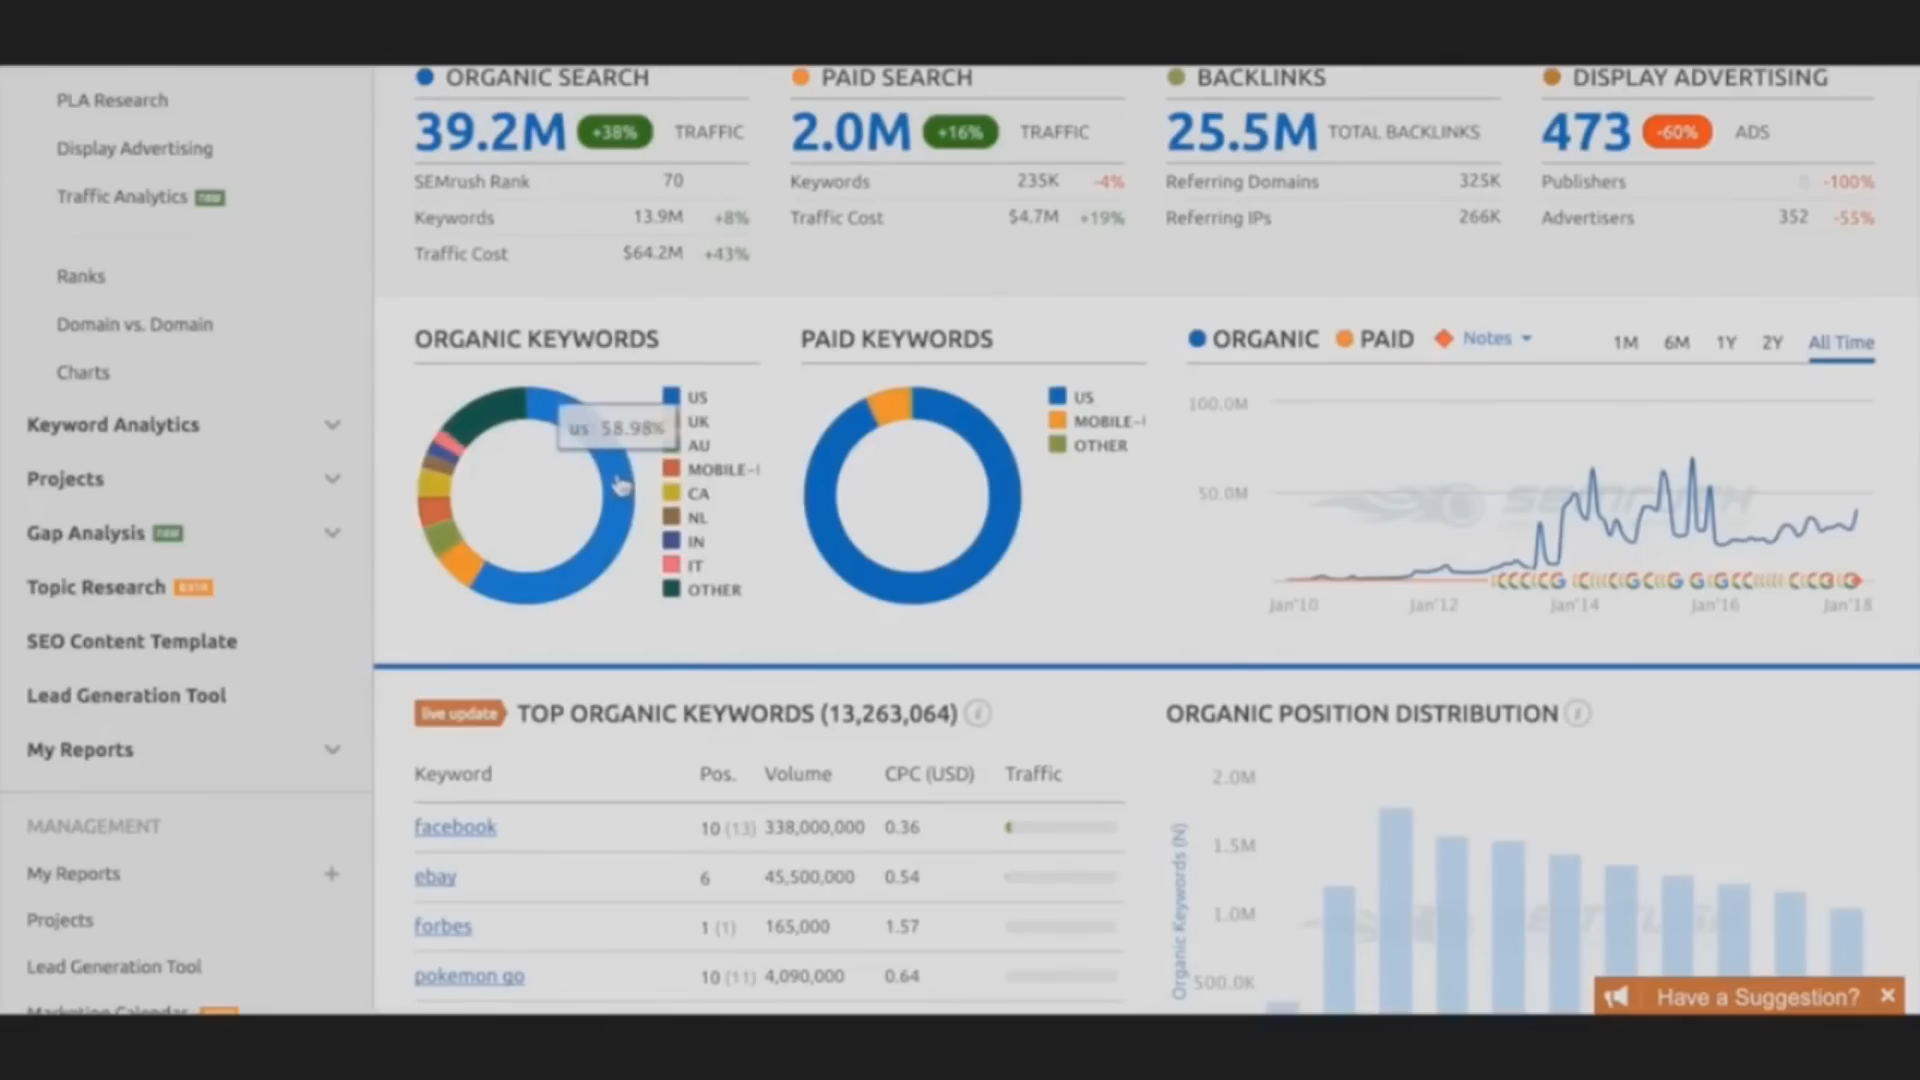 PLA Research
Display Advertising
Traffic Analytics new
Ranks
Domain vs. Domain
Charts
Keyword Analytics
Projects
Gap Analysis new
Topic Research BETA
SEO Content Template
Lead Generation Tool
My Reports
MANAGEMENT
My Reports +
Projects
Lead Generation Tool
Marketing Calendar
ORGANIC SEARCH
39.2M +38% TRAFFIC
SEMrush Rank 70
Keywords 13.9M +8%
Traffic Cost $64.2M +43%
PAID SEARCH
2.0M +16% TRAFFIC
Keywords 235K -4%
Traffic Cost $4.7M +19%
BACKLINKS
25.5M TOTAL BACKLINKS
Referring Domains 325K
Referring IPs 266K
DISPLAY ADVERTISING
473 -60% ADS
Publishers 0 -100%
Advertisers 352 -55%
ORGANIC KEYWORDS
us 58.98%
US
UK
AU
MOBILE-
CA
NL
IN
IT
OTHER
PAID KEYWORDS
US
MOBILE-
OTHER
ORGANIC PAID Notes 1M 6M 1Y 2Y All Time
100.0M
50.0M
SEMRUSH
Jan'10 Jan'12 Jan'14 Jan'16 Jan'18
live update TOP ORGANIC KEYWORDS (13,263,064) i
Keyword Pos. Volume CPC (USD) Traffic
facebook 10 (13) 338,000,000 0.36
ebay 6 45,500,000 0.54
forbes 1 (1) 165,000 1.57
pokemon go 10 (11) 4,090,000 0.64
ORGANIC POSITION DISTRIBUTION i
Organic Keywords (N)
2.0M
1.5M
1.0M
500.0K
Have a Suggestion? ×